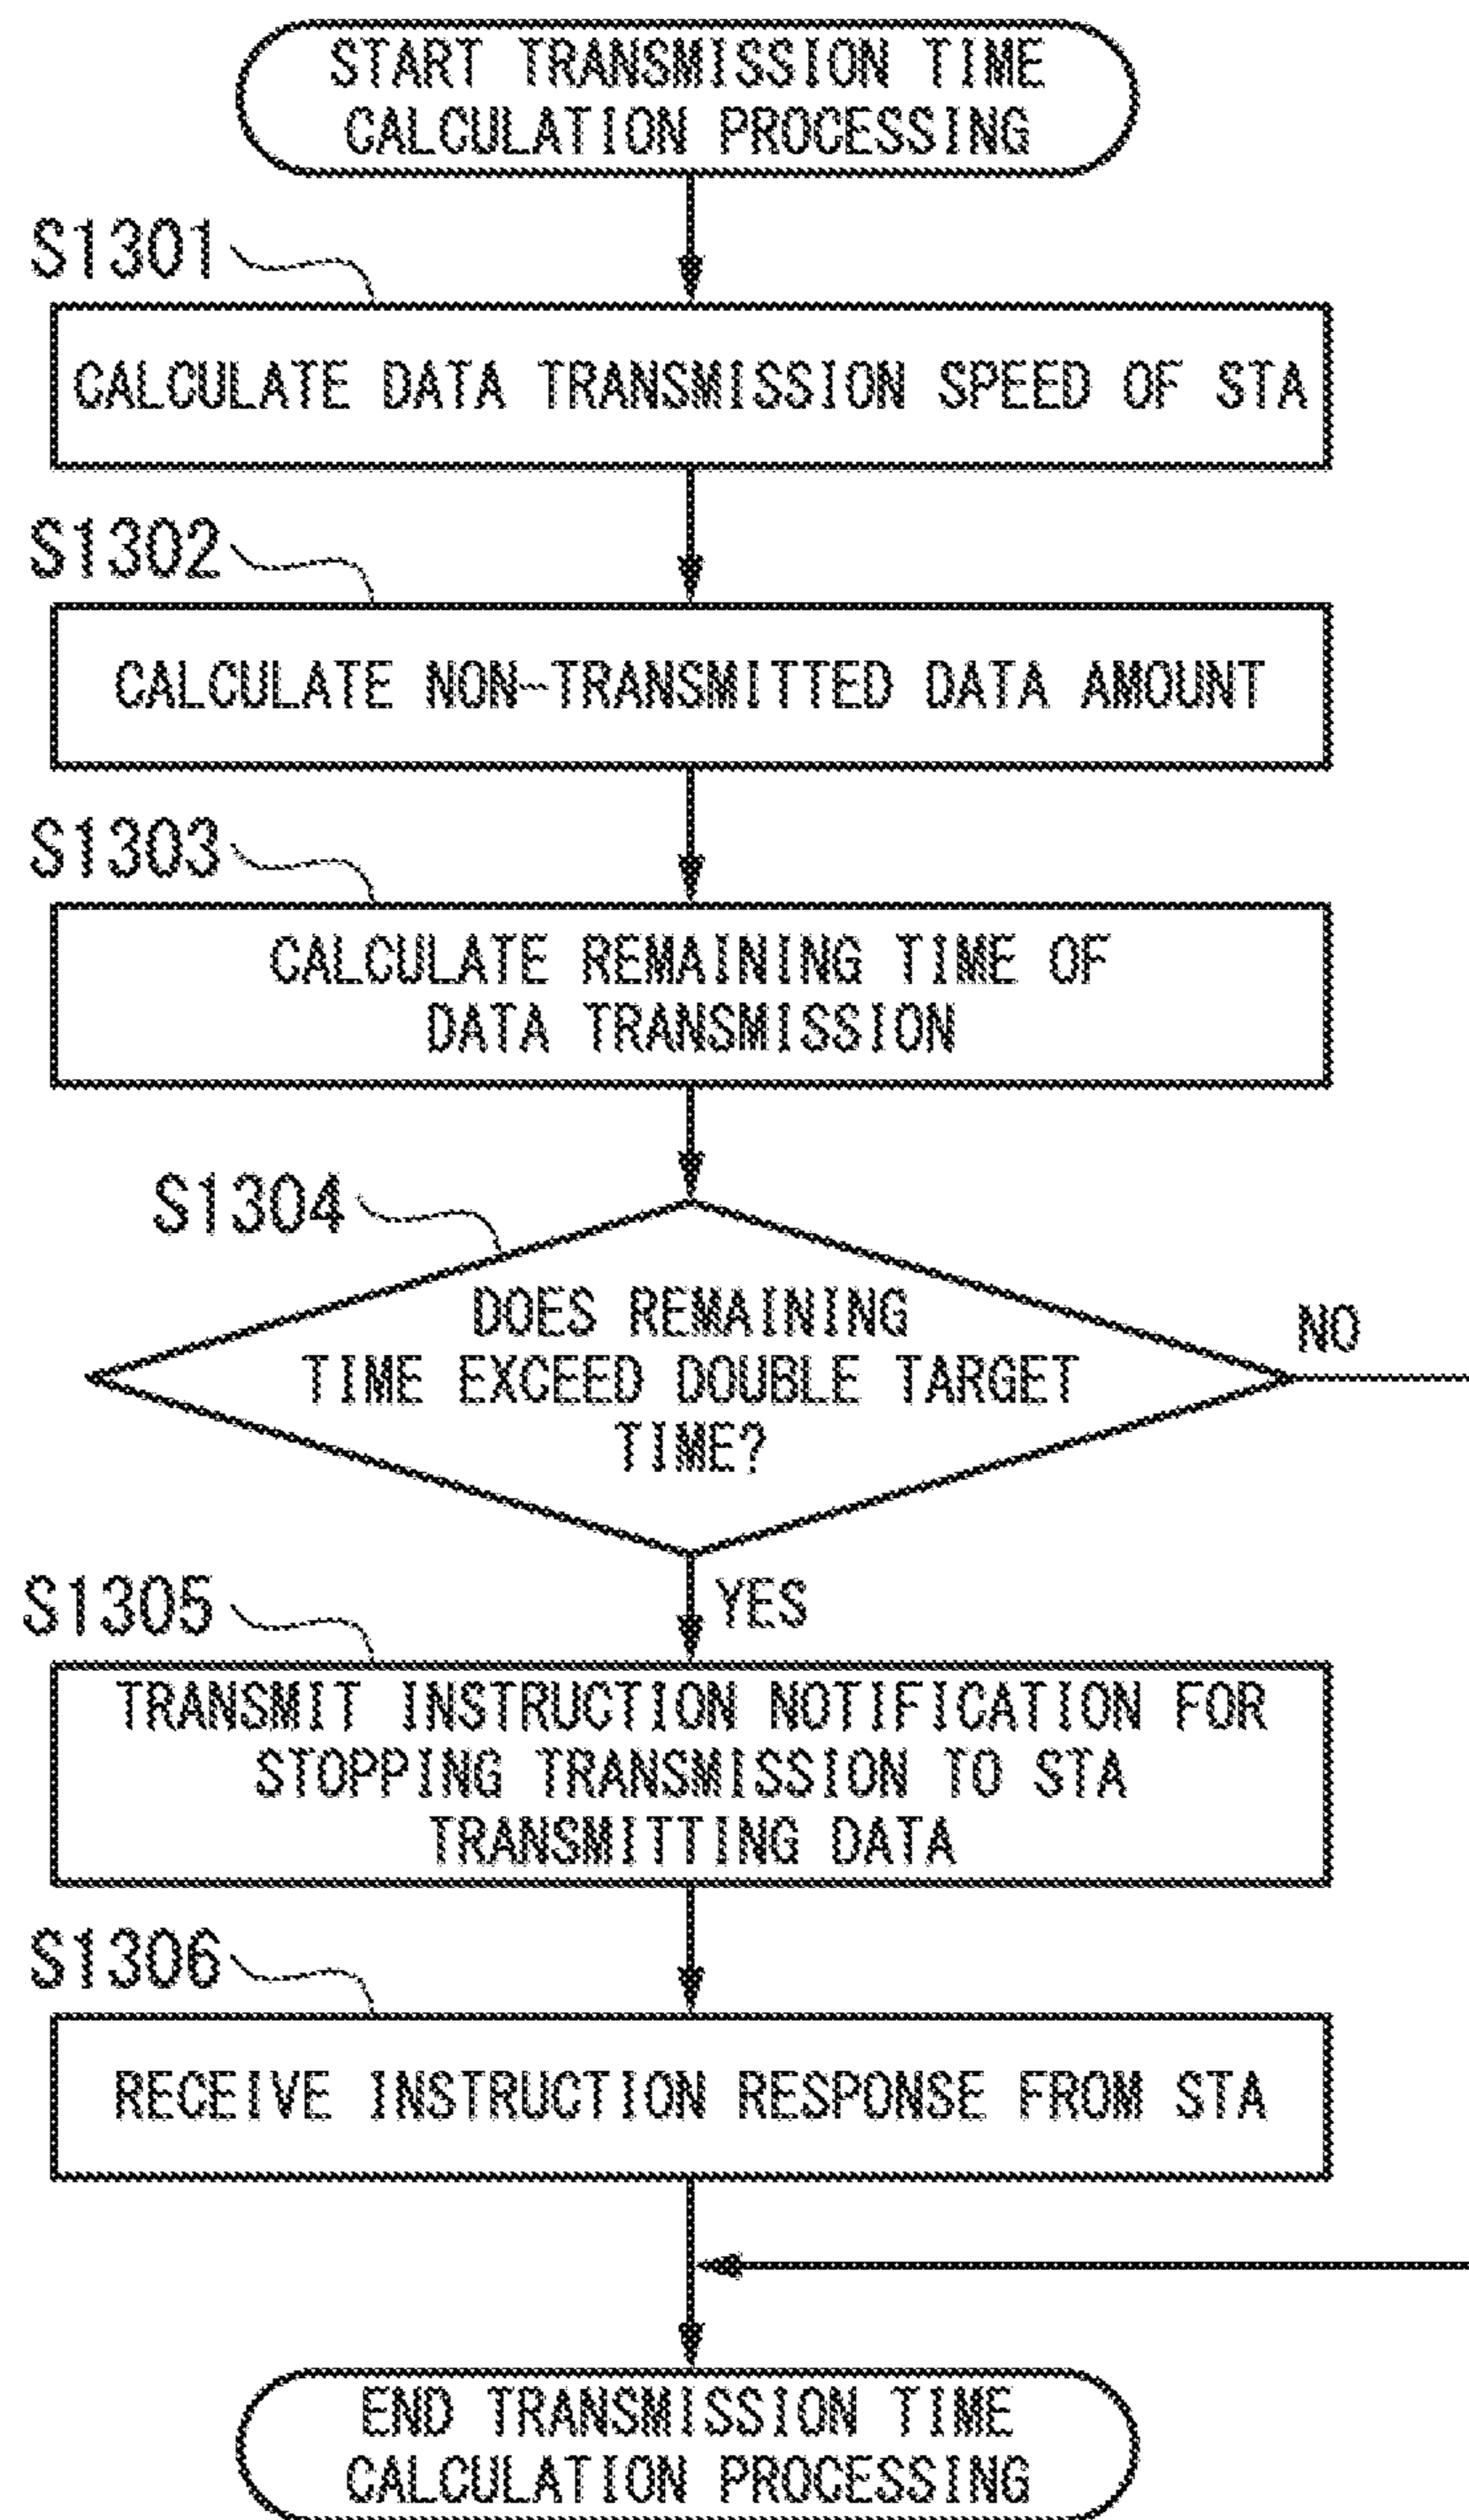 START TRANSMISSION TIME
CALCULATION PROCESSING
S1301
CALCULATE DATA TRANSMISSION SPEED OF STA
S1302
CALCULATE NON-TRANSMITTED DATA AMOUNT
S1303
CALCULATE REMAINING TIME OF
DATA TRANSMISSION
S1304
DOES REMAINING
TIME EXCEED DOUBLE TARGET
TIME?
NO
YES
S1305
TRANSMIT INSTRUCTION NOTIFICATION FOR
STOPPING TRANSMISSION TO STA
TRANSMITTING DATA
S1306
RECEIVE INSTRUCTION RESPONSE FROM STA
END TRANSMISSION TIME
CALCULATION PROCESSING